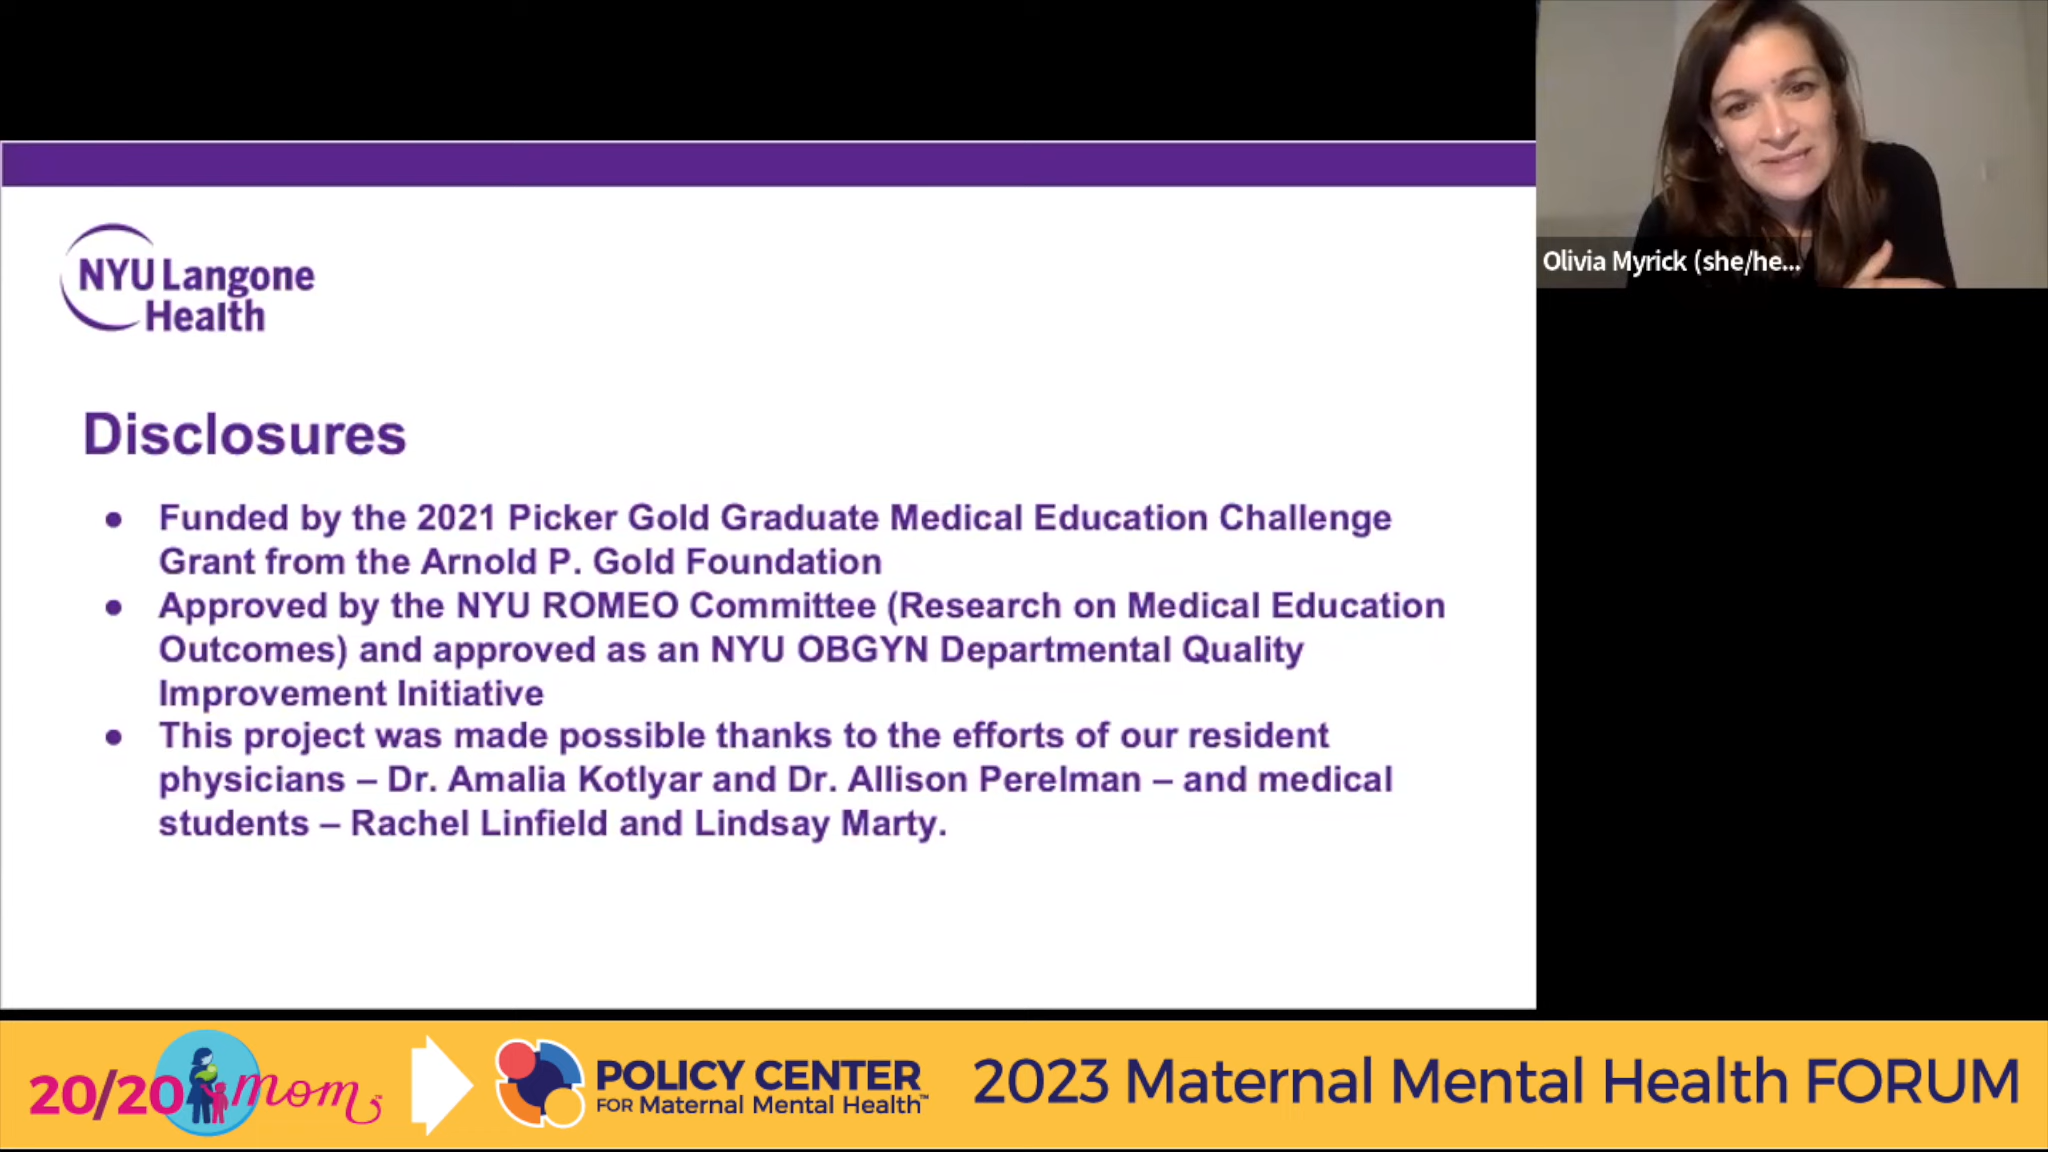 Olivia Myrick (she/he...
NYU Langone
Health
Disclosures
● Funded by the 2021 Picker Gold Graduate Medical Education Challenge
Grant from the Arnold P. Gold Foundation
● Approved by the NYU ROMEO Committee (Research on Medical Education
Outcomes) and approved as an NYU OBGYN Departmental Quality
Improvement Initiative
● This project was made possible thanks to the efforts of our resident
physicians – Dr. Amalia Kotlyar and Dr. Allison Perelman – and medical
students – Rachel Linfield and Lindsay Marty.
20/20 mom
POLICY CENTER
FOR Maternal Mental Health™
2023 Maternal Mental Health FORUM